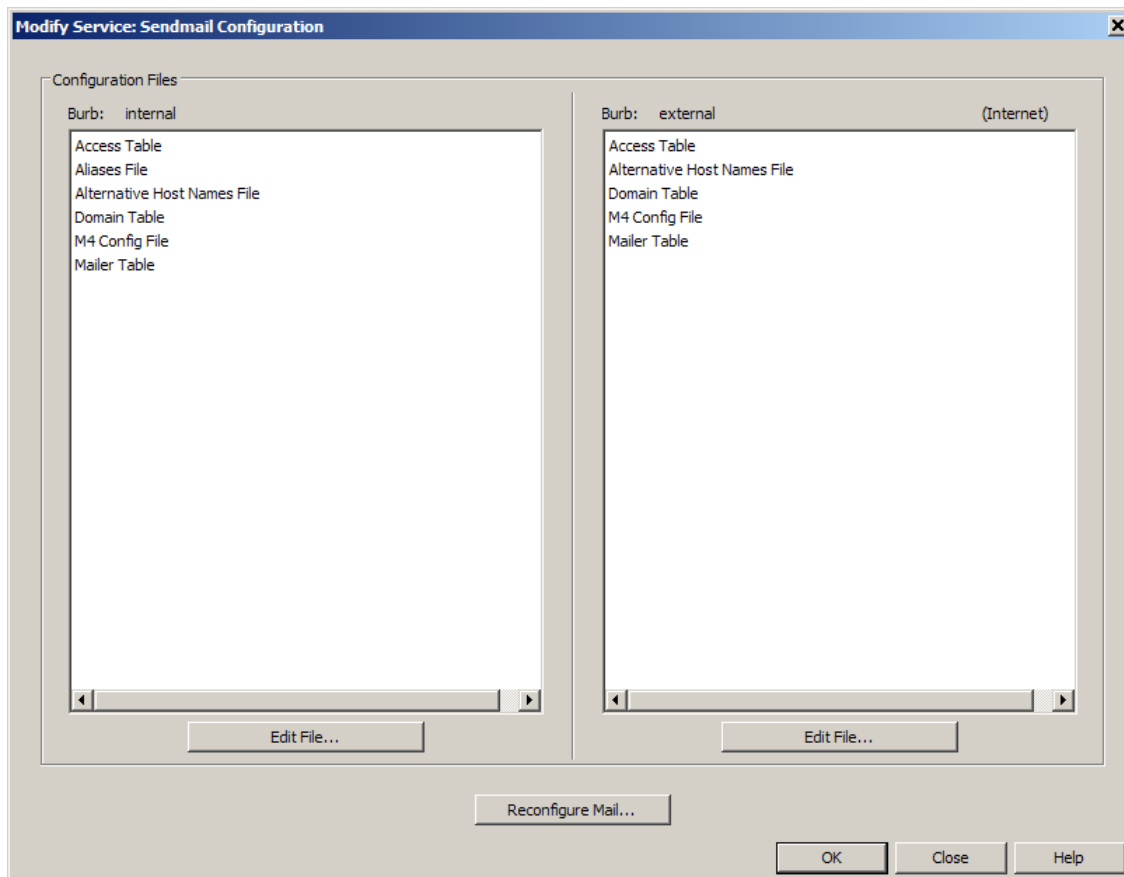 Modify Service: Sendmail Configuration
Configuration Files
Burb: internal
Access Table
Aliases File
Alternative Host Names File
Domain Table
M4 Config File
Mailer Table
Edit File...
Burb: external (Internet)
Access Table
Alternative Host Names File
Domain Table
M4 Config File
Mailer Table
Edit File...
Reconfigure Mail...
OK Close Help